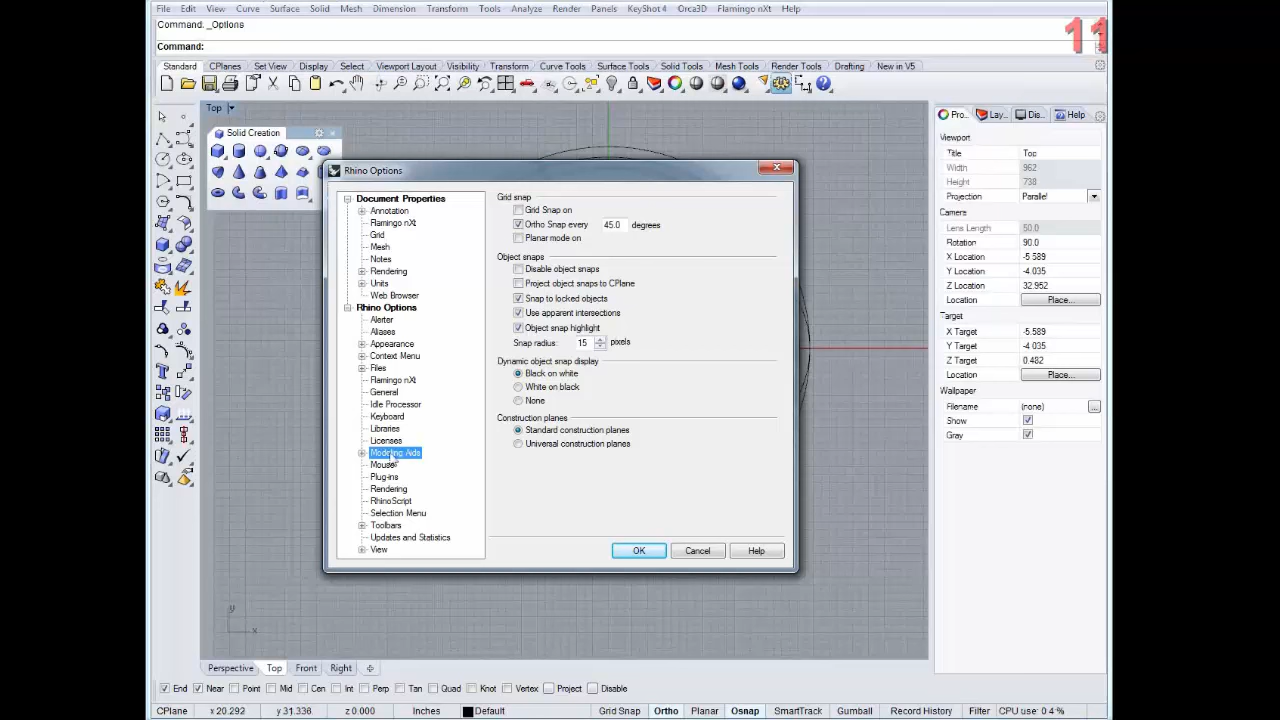 File Edit View Curve Surface Solid Mesh Dimension Transform Tools Analyze Render Panels KeyShot 4 Orca3D Flamingo nXt Help
Command: _Options
11
Command:
Standard CPlanes Set View Display Select Viewport Layout Visibility Transform Curve Tools Surface Tools Solid Tools Mesh Tools Render Tools Drafting New in V5
Top
Solid Creation
Rhino Options
Document Properties
Annotation
Flamingo nXt
Grid
Mesh
Notes
Rendering
Units
Web Browser
Rhino Options
Alerter
Aliases
Appearance
Context Menu
Files
Flamingo nXt
General
Idle Processor
Keyboard
Libraries
Licenses
Modeling Aids
Mouse
Plug-ins
Rendering
RhinoScript
Selection Menu
Toolbars
Updates and Statistics
View
Grid snap
Grid Snap on
Ortho Snap every 45.0 degrees
Planar mode on
Object snaps
Disable object snaps
Project object snaps to CPlane
Snap to locked objects
Use apparent intersections
Object snap highlight
Snap radius: 15 pixels
Dynamic object snap display
Black on white
White on black
None
Construction planes
Standard construction planes
Universal construction planes
OK Cancel Help
Pro... Lay... Dis... Help
Viewport
Title Top
Width 962
Height 738
Projection Parallel
Camera
Lens Length 50.0
Rotation 90.0
X Location -5.589
Y Location -4.035
Z Location 32.952
Location Place...
Target
X Target -5.589
Y Target -4.035
Z Target 0.482
Location Place...
Wallpaper
Filename (none) ...
Show
Gray
y
x
Perspective Top Front Right
End Near Point Mid Cen Int Perp Tan Quad Knot Vertex Project Disable
CPlane x 20.292 y 31.336 z 0.000 Inches Default Grid Snap Ortho Planar Osnap SmartTrack Gumball Record History Filter CPU use: 0.4 %